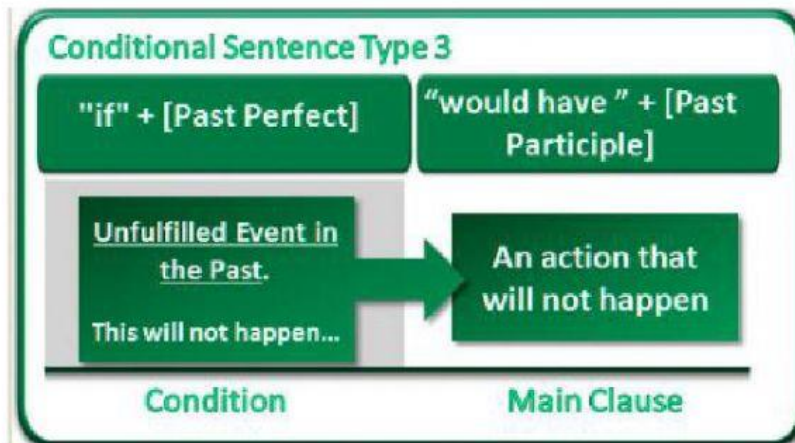 Conditional Sentence Type 3
"if" + [Past Perfect]
“would have ” + [Past
Participle]
Unfulfilled Event in
the Past.
This will not happen...
An action that
will not happen
Condition
Main Clause